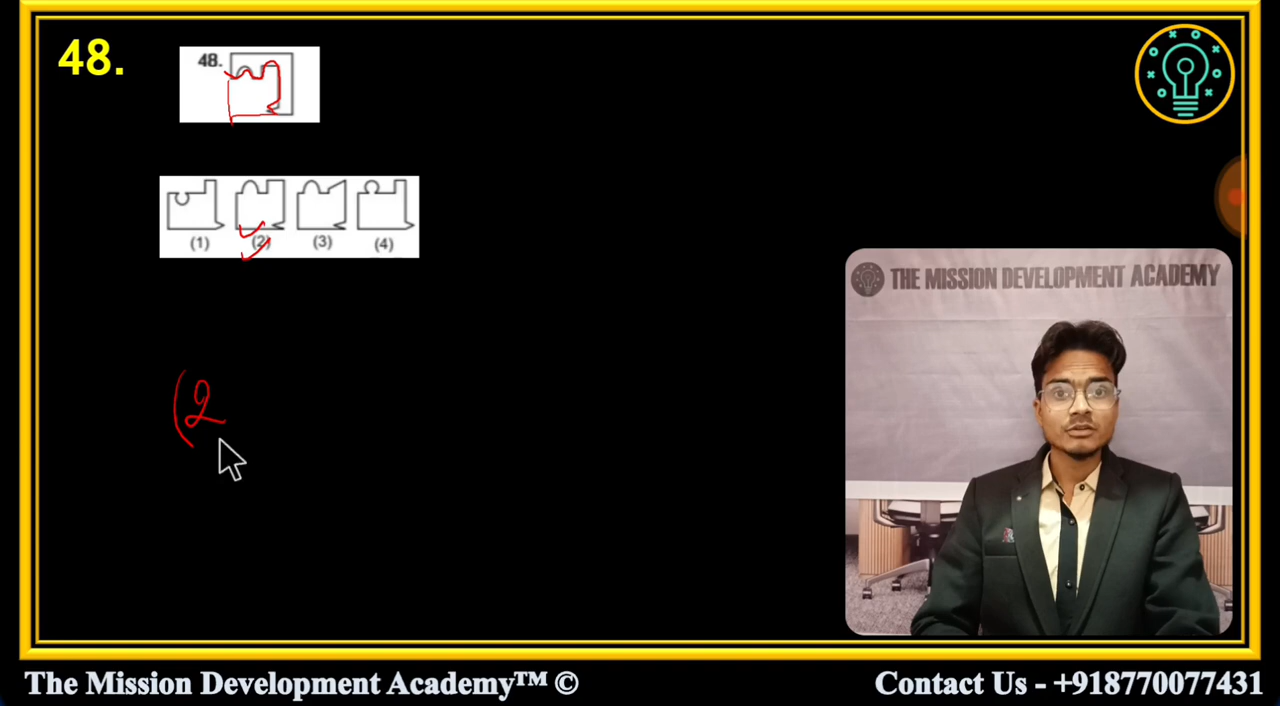 48.
48.
(1) (2) (3) (4)
(2
THE MISSION DEVELOPMENT ACADEMY
The Mission Development Academy™ ©
Contact Us - +918770077431